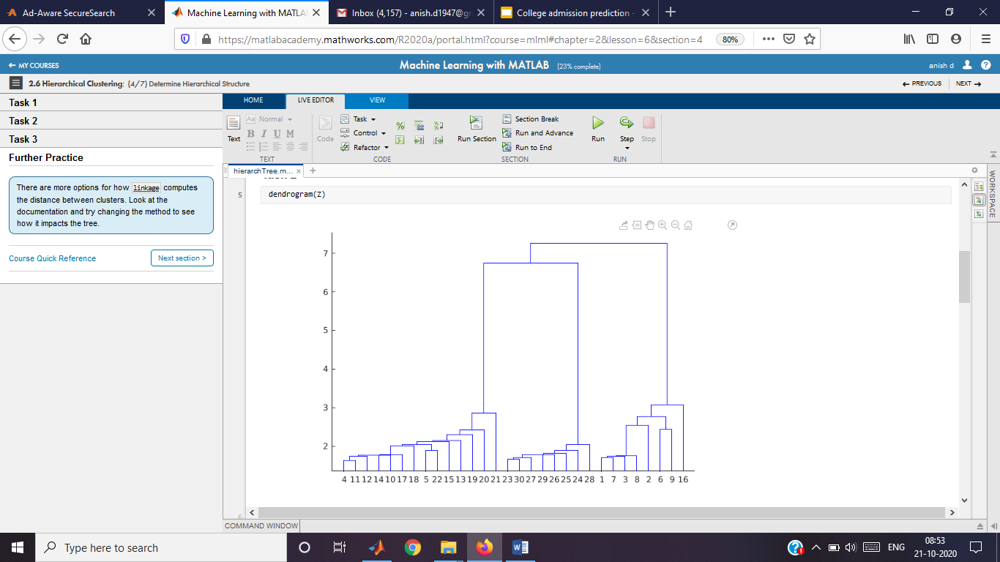 Ad-Aware SecureSearch
Machine Learning with MATLAB
Inbox (4,157) - anish.d1947@gm
College admission prediction -
https://matlabacademy.mathworks.com/R2020a/portal.html?course=mlml#chapter=2&lesson=6&section=4
80%
← MY COURSES
Machine Learning with MATLAB (23% complete)
anish d
2.6 Hierarchical Clustering: (4/7) Determine Hierarchical Structure
← PREVIOUS
NEXT →
Task 1
Task 2
Task 3
Further Practice
There are more options for how linkage computes
the distance between clusters. Look at the
documentation and try changing the method to see
how it impacts the tree.
Course Quick Reference
Next section >
HOME
LIVE EDITOR
VIEW
Text
Aa Normal
B I U M
TEXT
Code
Task
Control
Refactor
CODE
Run Section
Section Break
Run and Advance
Run to End
SECTION
Run
Step
Stop
RUN
hierarchTree.m...
WORKSPACE
5
dendrogram(Z)
7
6
5
4
3
2
4 11 12 14 10 17 18 5 22 15 13 19 20 21 23 30 27 29 26 25 24 28 1 7 3 8 2 6 9 16
6
COMMAND WINDOW
Type here to search
ENG
08:53
21-10-2020